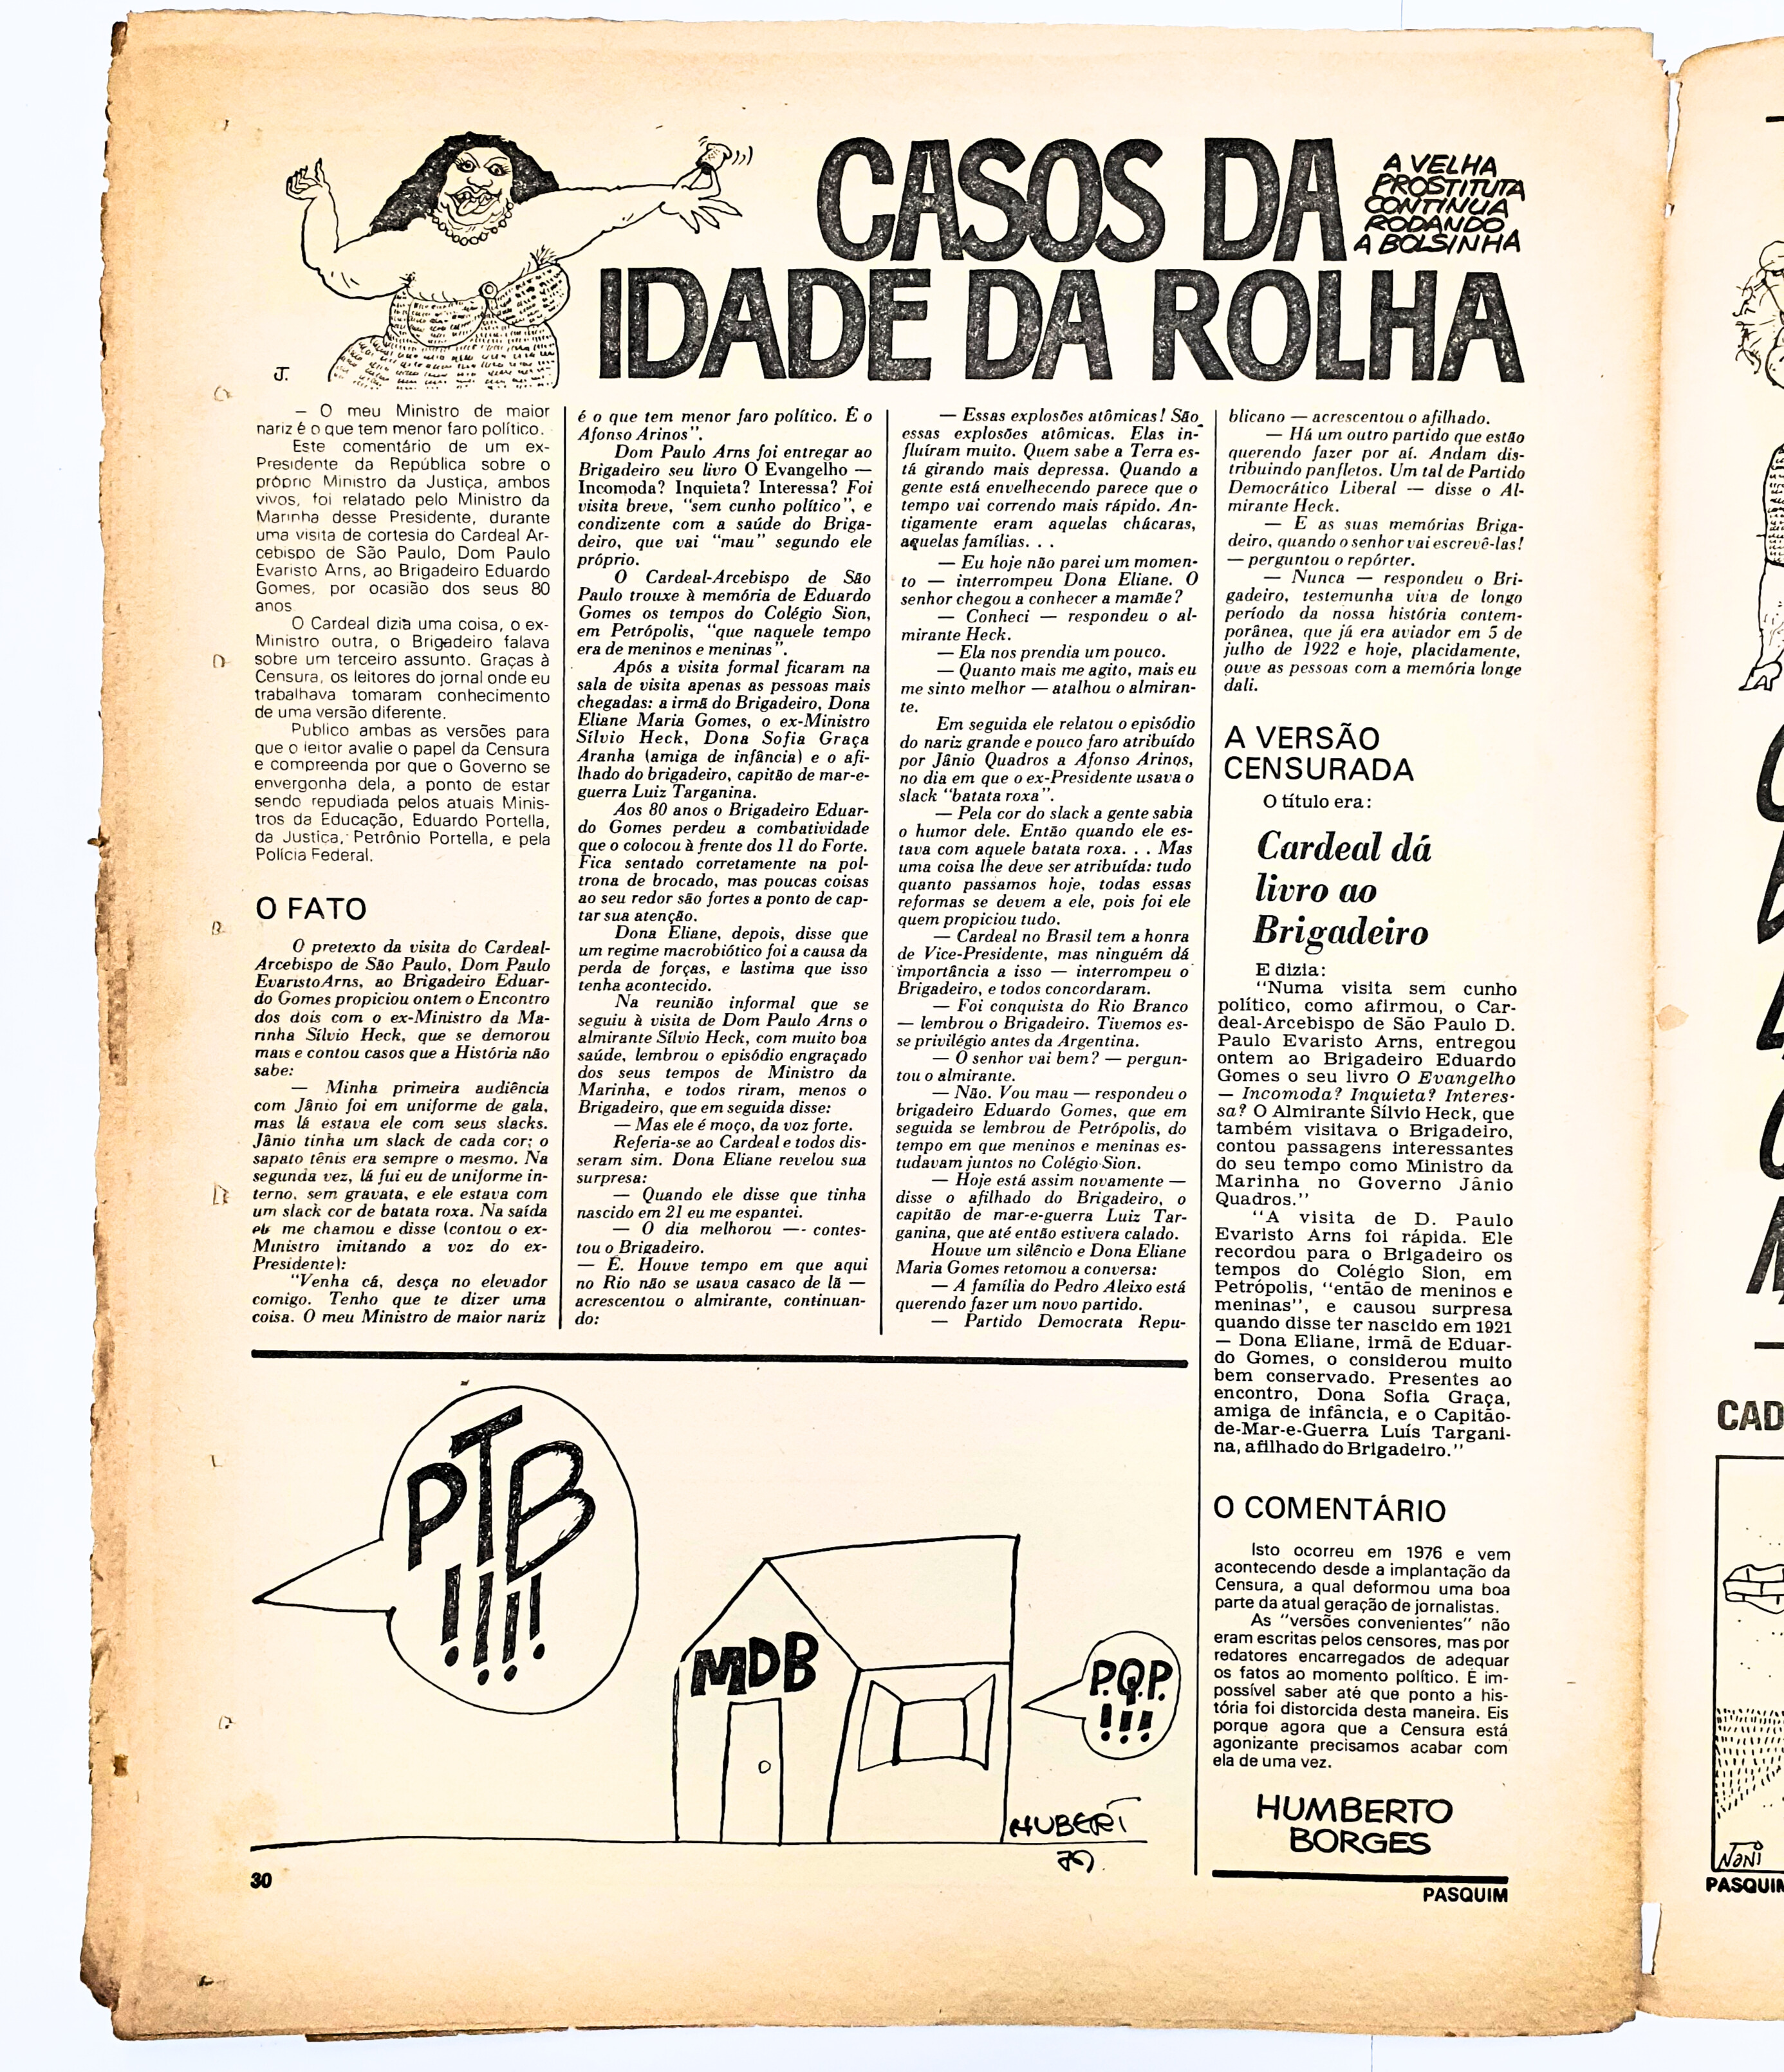 CASOS DA
IDADE DA ROLHA
A VELHA
PROSTITUTA
CONTINUA
RODANDO
A BOLSINHA
J.
— O meu Ministro de maior
nariz é o que tem menor faro político.
Este comentário de um ex-
Presidente da República sobre o
próprio Ministro da Justiça, ambos
vivos, foi relatado pelo Ministro da
Marinha desse Presidente, durante
uma visita de cortesia do Cardeal Ar-
cebispo de São Paulo, Dom Paulo
Evaristo Arns, ao Brigadeiro Eduardo
Gomes, por ocasião dos seus 80
anos
O Cardeal dizia uma coisa, o ex-
Ministro outra, o Brigadeiro falava
sobre um terceiro assunto. Graças à
Censura, os leitores do jornal onde eu
trabalhava tomaram conhecimento
de uma versão diferente.
Publico ambas as versões para
que o leitor avalie o papel da Censura
e compreenda por que o Governo se
envergonha dela, a ponto de estar
sendo repudiada pelos atuais Minis-
tros da Educação, Eduardo Portella,
da Justiça, Petrônio Portella, e pela
Polícia Federal.
O FATO
O pretexto da visita do Cardeal-
Arcebispo de São Paulo, Dom Paulo
Evaristo Arns, ao Brigadeiro Eduar-
do Gomes propiciou ontem o Encontro
dos dois com o ex-Ministro da Ma-
rinha Sílvio Heck, que se demorou
mais e contou casos que a História não
sabe:
— Minha primeira audiência
com Jânio foi em uniforme de gala,
mas lá estava ele com seus slacks.
Jânio tinha um slack de cada cor; o
sapato tênis era sempre o mesmo. Na
segunda vez, lá fui eu de uniforme in-
terno, sem gravata, e ele estava com
um slack cor de batata roxa. Na saída
ele me chamou e disse (contou o ex-
Ministro imitando a voz do ex-
Presidente):
"Venha cá, desça no elevador
comigo. Tenho que te dizer uma
coisa. O meu Ministro de maior nariz
é o que tem menor faro político. É o
Afonso Arinos".
Dom Paulo Arns foi entregar ao
Brigadeiro seu livro O Evangelho —
Incomoda? Inquieta? Interessa? Foi
visita breve, "sem cunho político", e
condizente com a saúde do Briga-
deiro, que vai "mau" segundo ele
próprio.
O Cardeal-Arcebispo de São
Paulo trouxe à memória de Eduardo
Gomes os tempos do Colégio Sion,
em Petrópolis, "que naquele tempo
era de meninos e meninas".
Após a visita formal ficaram na
sala de visita apenas as pessoas mais
chegadas: a irmã do Brigadeiro, Dona
Eliane Maria Gomes, o ex-Ministro
Sílvio Heck, Dona Sofia Graça
Aranha (amiga de infância) e o afi-
lhado do brigadeiro, capitão de mar-e-
guerra Luiz Targanina.
Aos 80 anos o Brigadeiro Eduar-
do Gomes perdeu a combatividade
que o colocou à frente dos 11 do Forte.
Fica sentado corretamente na pol-
trona de brocado, mas poucas coisas
ao seu redor são fortes a ponto de cap-
tar sua atenção.
Dona Eliane, depois, disse que
um regime macrobiótico foi a causa da
perda de forças, e lastima que isso
tenha acontecido.
Na reunião informal que se
seguiu à visita de Dom Paulo Arns o
almirante Sílvio Heck, com muito boa
saúde, lembrou o episódio engraçado
dos seus tempos de Ministro da
Marinha, e todos riram, menos o
Brigadeiro, que em seguida disse:
— Mas ele é moço, da voz forte.
Referia-se ao Cardeal e todos dis-
seram sim. Dona Eliane revelou sua
surpresa:
— Quando ele disse que tinha
nascido em 21 eu me espantei.
— O dia melhorou —- contes-
tou o Brigadeiro.
— É. Houve tempo em que aqui
no Rio não se usava casaco de lã —
acrescentou o almirante, continuan-
do:
— Essas explosões atômicas! São
essas explosões atômicas. Elas in-
fluíram muito. Quem sabe a Terra es-
tá girando mais depressa. Quando a
gente está envelhecendo parece que o
tempo vai correndo mais rápido. An-
tigamente eram aquelas chácaras,
aquelas famílias. . .
— Eu hoje não parei um momen-
to — interrompeu Dona Eliane. O
senhor chegou a conhecer a mamãe?
— Conheci — respondeu o al-
mirante Heck.
— Ela nos prendia um pouco.
— Quanto mais me agito, mais eu
me sinto melhor — atalhou o almiran-
te.
Em seguida ele relatou o episódio
do nariz grande e pouco faro atribuído
por Jânio Quadros a Afonso Arinos,
no dia em que o ex-Presidente usava o
slack "batata roxa".
— Pela cor do slack a gente sabia
o humor dele. Então quando ele es-
tava com aquele batata roxa. . . Mas
uma coisa lhe deve ser atribuída: tudo
quanto passamos hoje, todas essas
reformas se devem a ele, pois foi ele
quem propiciou tudo.
— Cardeal no Brasil tem a honra
de Vice-Presidente, mas ninguém dá
importância a isso — interrompeu o
Brigadeiro, e todos concordaram.
— Foi conquista do Rio Branco
— lembrou o Brigadeiro. Tivemos es-
se privilégio antes da Argentina.
— O senhor vai bem? — pergun-
tou o almirante.
— Não. Vou mau — respondeu o
brigadeiro Eduardo Gomes, que em
seguida se lembrou de Petrópolis, do
tempo em que meninos e meninas es-
tudavam juntos no Colégio Sion.
— Hoje está assim novamente —
disse o afilhado do Brigadeiro, o
capitão de mar-e-guerra Luiz Tar-
ganina, que até então estivera calado.
Houve um silêncio e Dona Eliane
Maria Gomes retomou a conversa:
— A família do Pedro Aleixo está
querendo fazer um novo partido.
— Partido Democrata Repu-
blicano — acrescentou o afilhado.
— Há um outro partido que estão
querendo fazer por aí. Andam dis-
tribuindo panfletos. Um tal de Partido
Democrático Liberal — disse o Al-
mirante Heck.
— E as suas memórias Briga-
deiro, quando o senhor vai escrevê-las!
— perguntou o repórter.
— Nunca — respondeu o Bri-
gadeiro, testemunha viva de longo
período da nossa história contem-
porânea, que já era aviador em 5 de
julho de 1922 e hoje, placidamente,
ouve as pessoas com a memória longe
dali.
A VERSÃO
CENSURADA
O título era:
Cardeal dá
livro ao
Brigadeiro
E dizia:
"Numa visita sem cunho
político, como afirmou, o Car-
deal-Arcebispo de São Paulo D.
Paulo Evaristo Arns, entregou
ontem ao Brigadeiro Eduardo
Gomes o seu livro O Evangelho
— Incomoda? Inquieta? Interes-
sa? O Almirante Sílvio Heck, que
também visitava o Brigadeiro,
contou passagens interessantes
do seu tempo como Ministro da
Marinha no Governo Jânio
Quadros."
"A visita de D. Paulo
Evaristo Arns foi rápida. Ele
recordou para o Brigadeiro os
tempos do Colégio Sion, em
Petrópolis, "então de meninos e
meninas", e causou surpresa
quando disse ter nascido em 1921
— Dona Eliane, irmã de Eduar-
do Gomes, o considerou muito
bem conservado. Presentes ao
encontro, Dona Sofia Graça,
amiga de infância, e o Capitão-
de-Mar-e-Guerra Luís Targani-
na, afilhado do Brigadeiro."
O COMENTÁRIO
Isto ocorreu em 1976 e vem
acontecendo desde a implantação da
Censura, a qual deformou uma boa
parte da atual geração de jornalistas.
As "versões convenientes" não
eram escritas pelos censores, mas por
redatores encarregados de adequar
os fatos ao momento político. É im-
possível saber até que ponto a his-
tória foi distorcida desta maneira. Eis
porque agora que a Censura está
agonizante precisamos acabar com
ela de uma vez.
HUMBERTO
BORGES
PTB
!!!!
MDB
P.Q.P.
!!!
HUBERT
79.
30
PASQUIM
CAD
Nani
PASQUIM